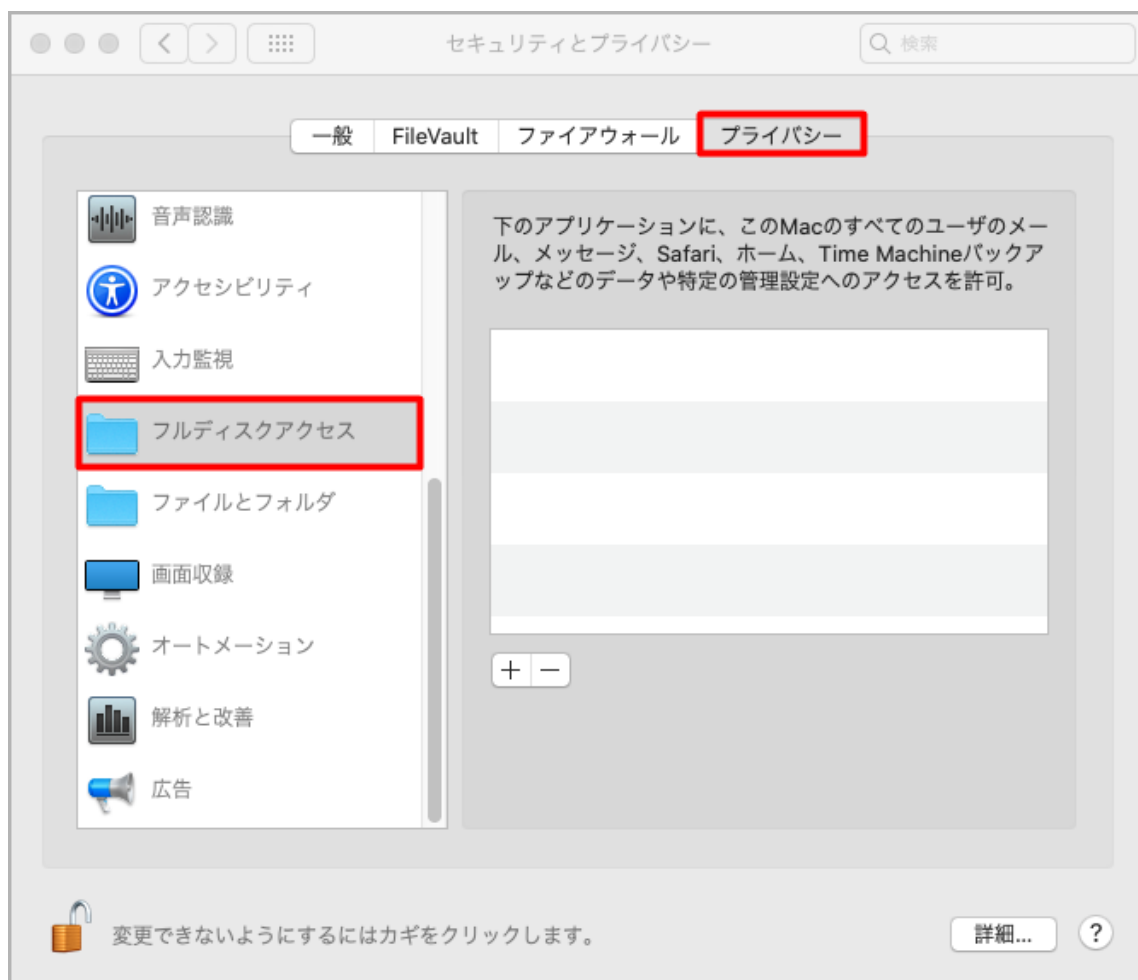 セキュリティとプライバシー
検索
一般
FileVault
ファイアウォール
プライバシー
音声認識
アクセシビリティ
入力監視
フルディスクアクセス
ファイルとフォルダ
画面収録
オートメーション
解析と改善
広告
下のアプリケーションに、このMacのすべてのユーザのメー
ル、メッセージ、Safari、ホーム、Time Machineバックア
ップなどのデータや特定の管理設定へのアクセスを許可。
変更できないようにするにはカギをクリックします。
詳細...
?